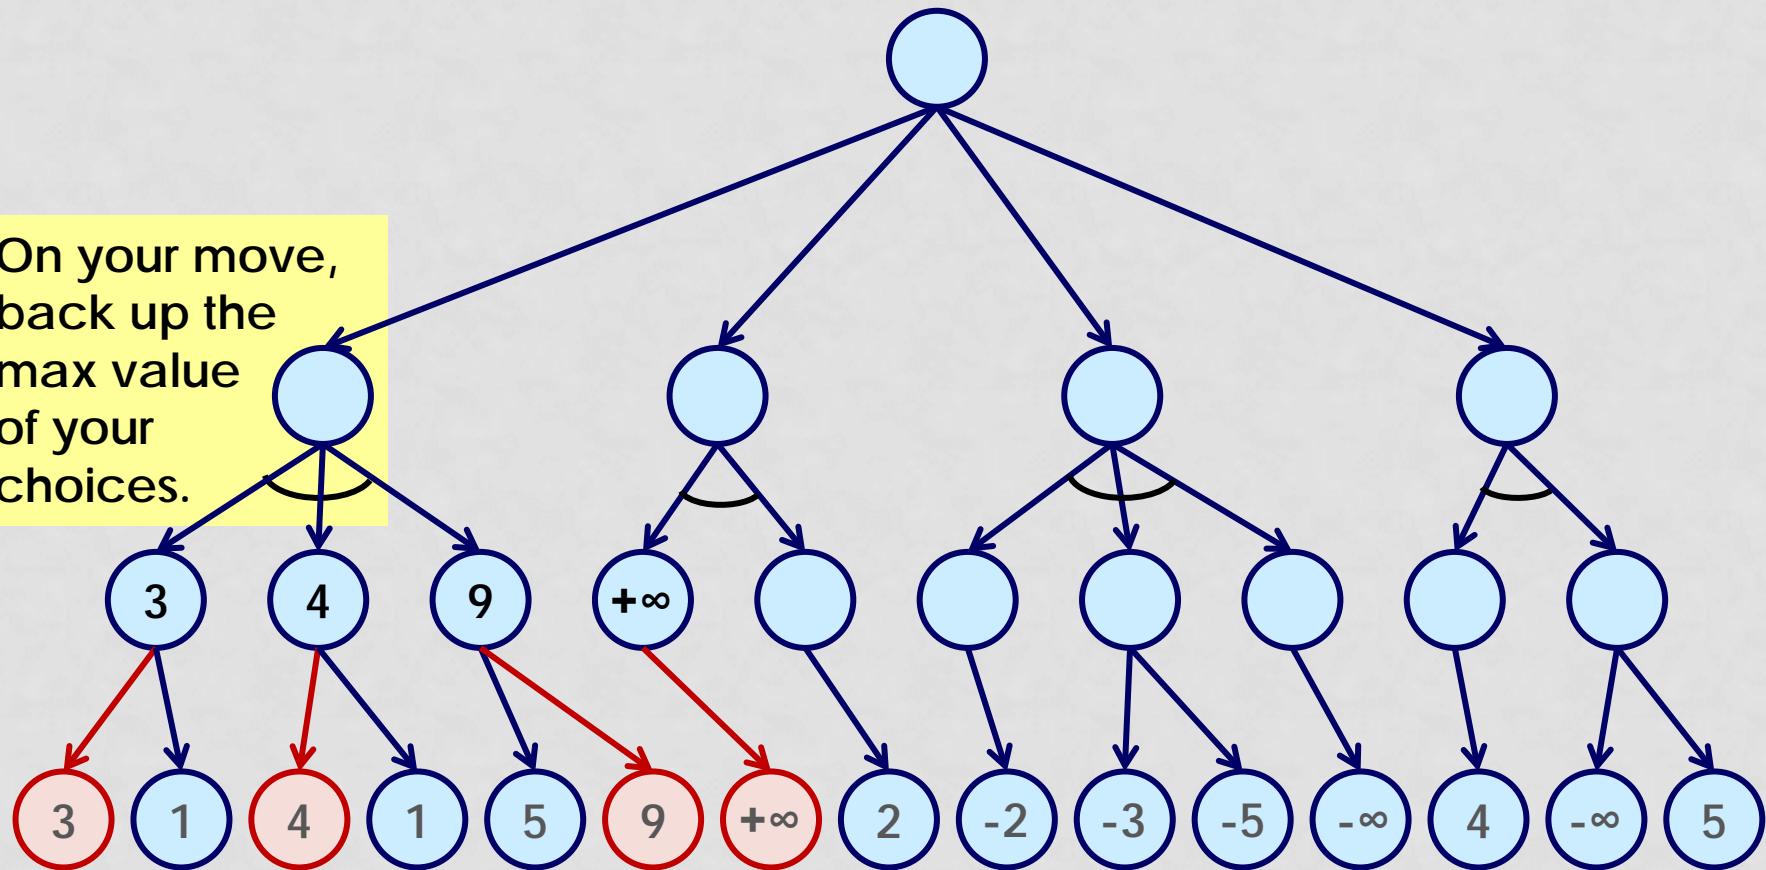 On your move,
back up the
max value
of your
choices.
3 4 9 +∞
3 1 4 1 5 9 +∞ 2 -2 -3 -5 -∞ 4 -∞ 5